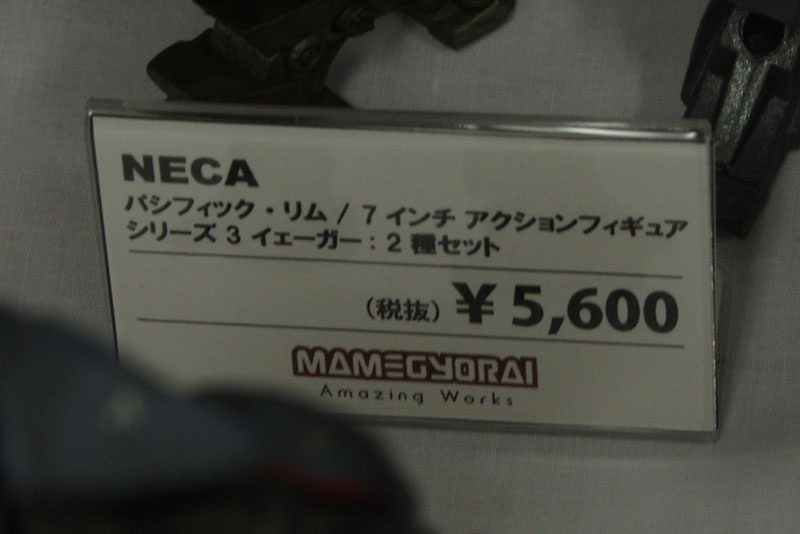 NECA
パシフィック・リム / 7 インチ アクションフィギュア
シリーズ 3 イェーガー : 2 種セット
(税抜) ¥ 5,600
MAMEGYORAI
Amazing Works